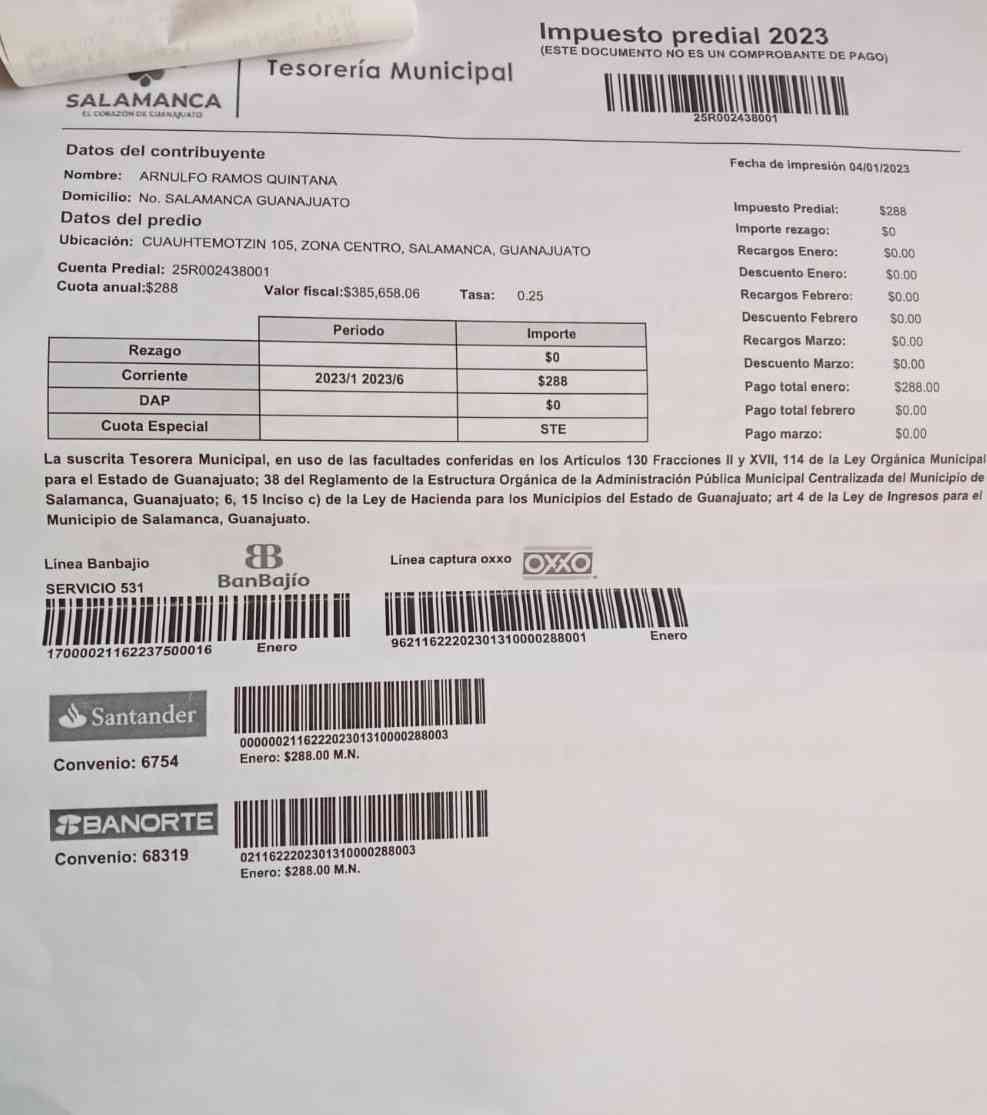 Impuesto predial 2023
(ESTE DOCUMENTO NO ES UN COMPROBANTE DE PAGO)
Tesorería Municipal
SALAMANCA
EL CORAZÓN DE GUANAJUATO
25R002438001
Fecha de impresión 04/01/2023
Datos del contribuyente
Nombre: ARNULFO RAMOS QUINTANA
Domicilio: No. SALAMANCA GUANAJUATO
Datos del predio
Ubicación: CUAUHTEMOTZIN 105, ZONA CENTRO, SALAMANCA, GUANAJUATO
Cuenta Predial: 25R002438001
Cuota anual:$288 Valor fiscal:$385,658.06 Tasa: 0.25
Impuesto Predial: $288
Importe rezago: $0
Recargos Enero: $0.00
Descuento Enero: $0.00
Recargos Febrero: $0.00
Descuento Febrero $0.00
Recargos Marzo: $0.00
Descuento Marzo: $0.00
Pago total enero: $288.00
Pago total febrero $0.00
Pago marzo: $0.00
Periodo Importe
Rezago $0
Corriente 2023/1 2023/6 $288
DAP $0
Cuota Especial STE
La suscrita Tesorera Municipal, en uso de las facultades conferidas en los Artículos 130 Fracciones II y XVII, 114 de la Ley Orgánica Municipal
para el Estado de Guanajuato; 38 del Reglamento de la Estructura Orgánica de la Administración Pública Municipal Centralizada del Municipio de
Salamanca, Guanajuato; 6, 15 Inciso c) de la Ley de Hacienda para los Municipios del Estado de Guanajuato; art 4 de la Ley de Ingresos para el
Municipio de Salamanca, Guanajuato.
Línea Banbajio
SERVICIO 531
BanBajío
17000021162237500016 Enero
Línea captura oxxo OXXO
96211622202301310000288001 Enero
Santander
Convenio: 6754
0000002116222023013100002880​03
Enero: $288.00 M.N.
BANORTE
Convenio: 68319
02116222023013100002880​03
Enero: $288.00 M.N.